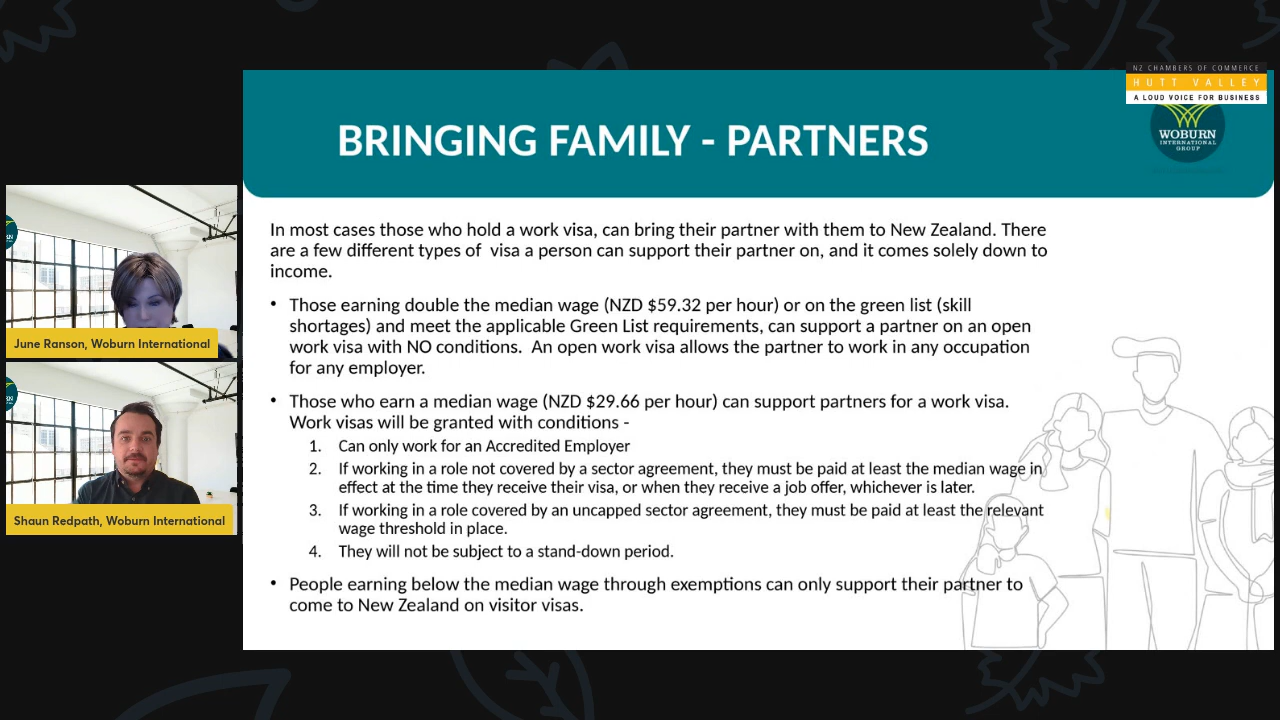 NZ CHAMBERS OF COMMERCE
HUTT VALLEY
A LOUD VOICE FOR BUSINESS
WOBURN
INTERNATIONAL
GROUP
BRINGING FAMILY - PARTNERS
In most cases those who hold a work visa, can bring their partner with them to New Zealand. There
are a few different types of  visa a person can support their partner on, and it comes solely down to
income.
• Those earning double the median wage (NZD $59.32 per hour) or on the green list (skill
shortages) and meet the applicable Green List requirements, can support a partner on an open
work visa with NO conditions.  An open work visa allows the partner to work in any occupation
for any employer.
• Those who earn a median wage (NZD $29.66 per hour) can support partners for a work visa.
Work visas will be granted with conditions -
1. Can only work for an Accredited Employer
2. If working in a role not covered by a sector agreement, they must be paid at least the median wage in
effect at the time they receive their visa, or when they receive a job offer, whichever is later.
3. If working in a role covered by an uncapped sector agreement, they must be paid at least the relevant
wage threshold in place.
4. They will not be subject to a stand-down period.
• People earning below the median wage through exemptions can only support their partner to
come to New Zealand on visitor visas.
June Ranson, Woburn International
Shaun Redpath, Woburn International